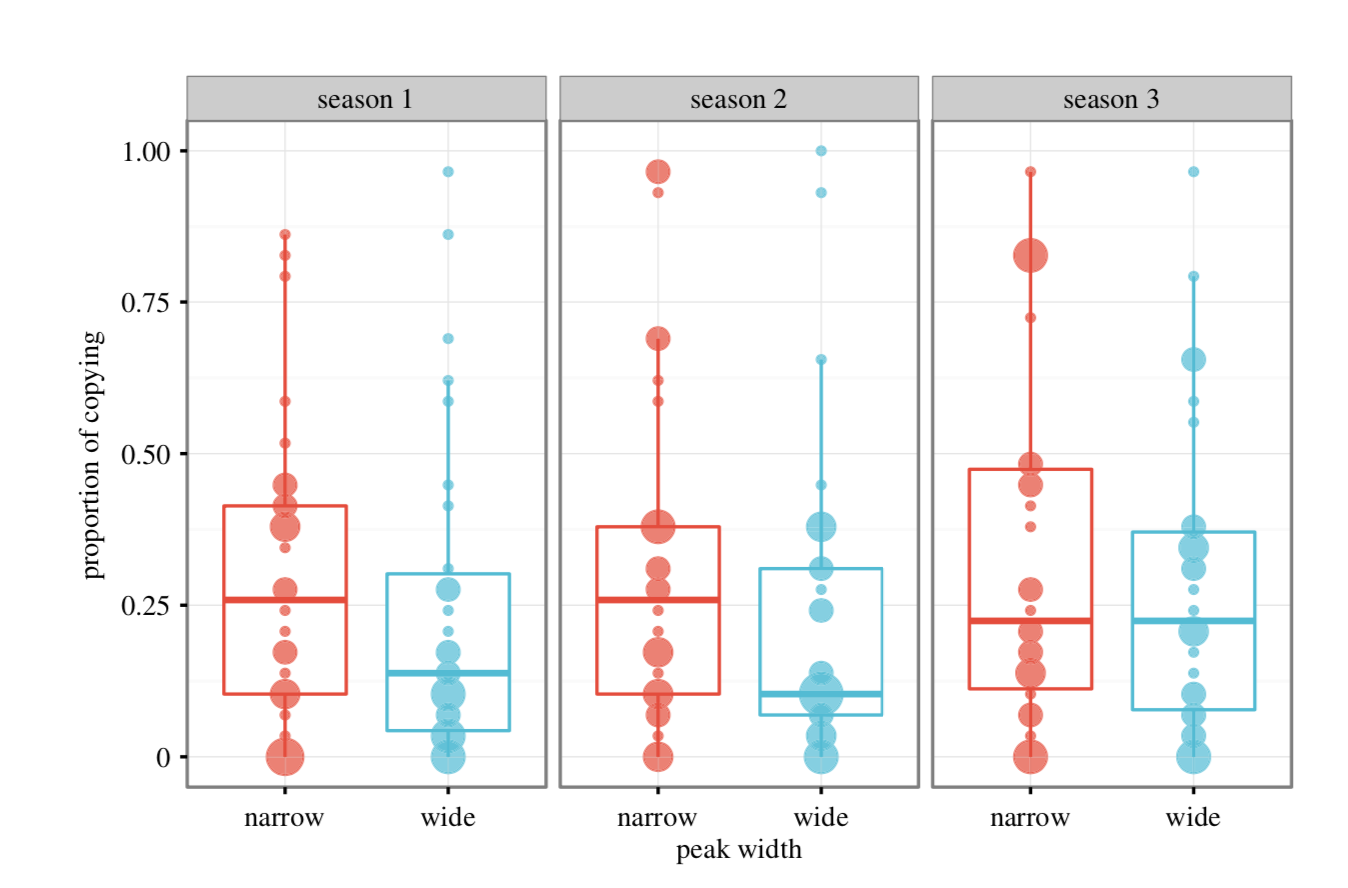 season 1
season 2
season 3
proportion of copying
1.00
0.75
0.50
0.25
0
narrow
wide
narrow
wide
narrow
wide
peak width